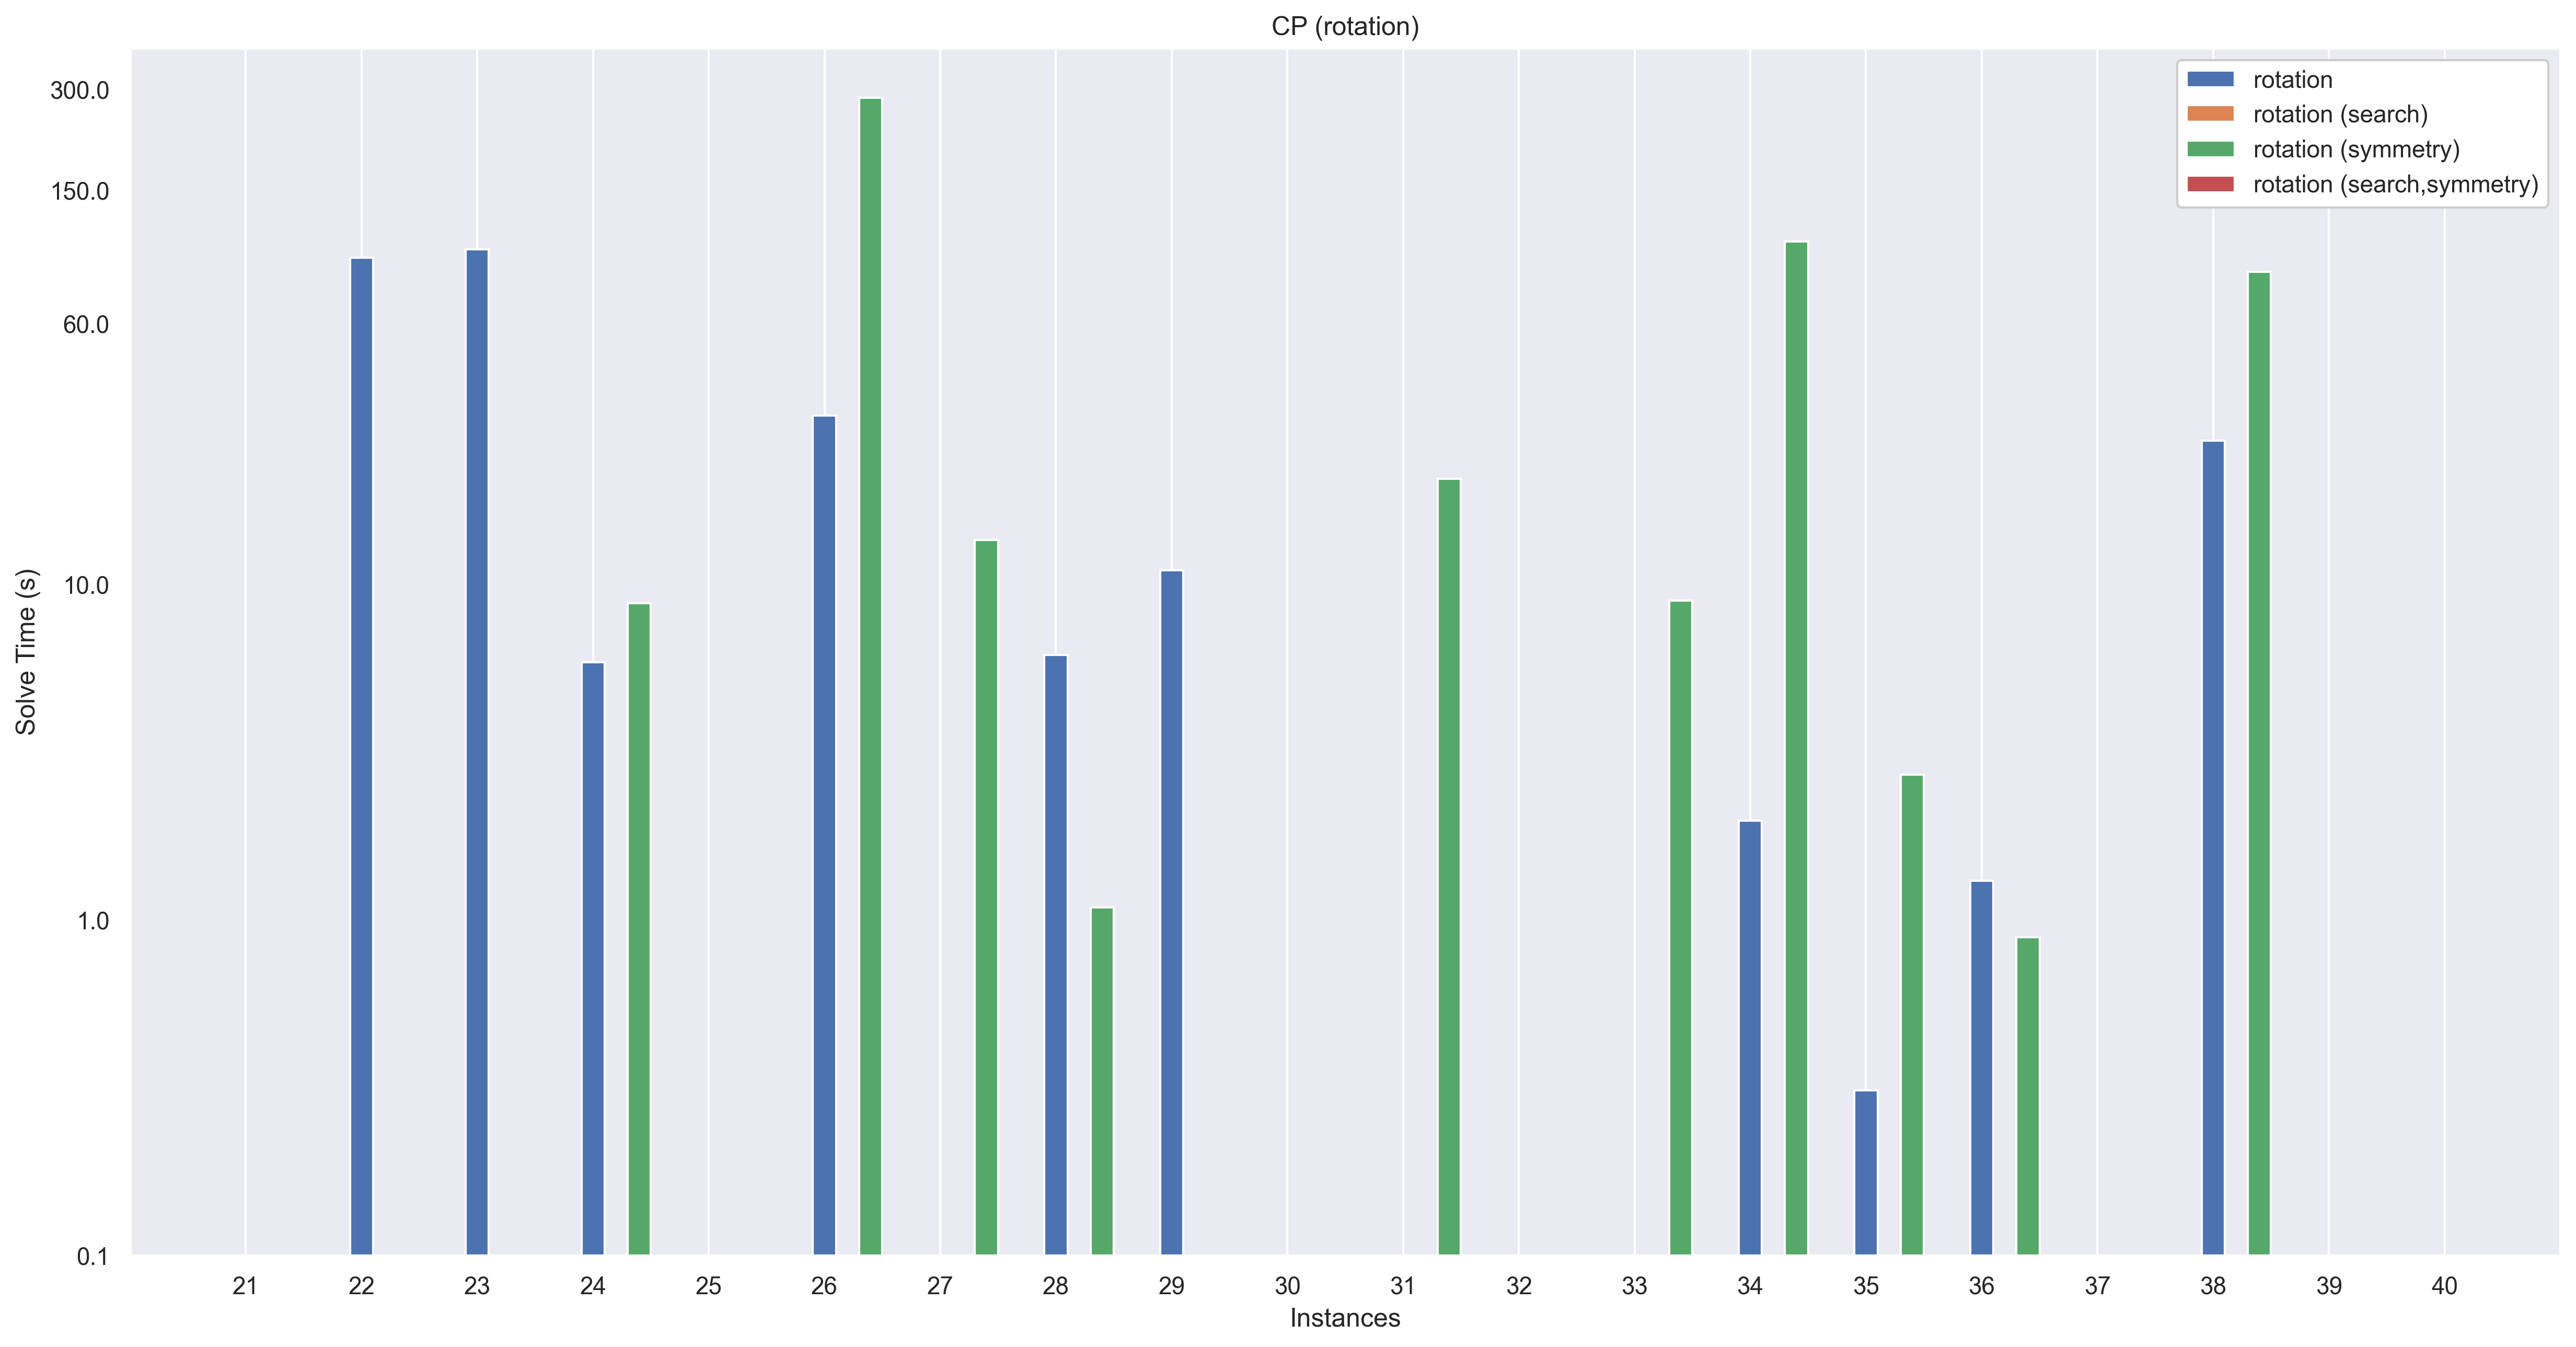 CP (rotation)
300.0
150.0
60.0
10.0
1.0
0.1
Solve Time (s)
rotation
rotation (search)
rotation (symmetry)
rotation (search,symmetry)
21 22 23 24 25 26 27 28 29 30 31 32 33 34 35 36 37 38 39 40
Instances